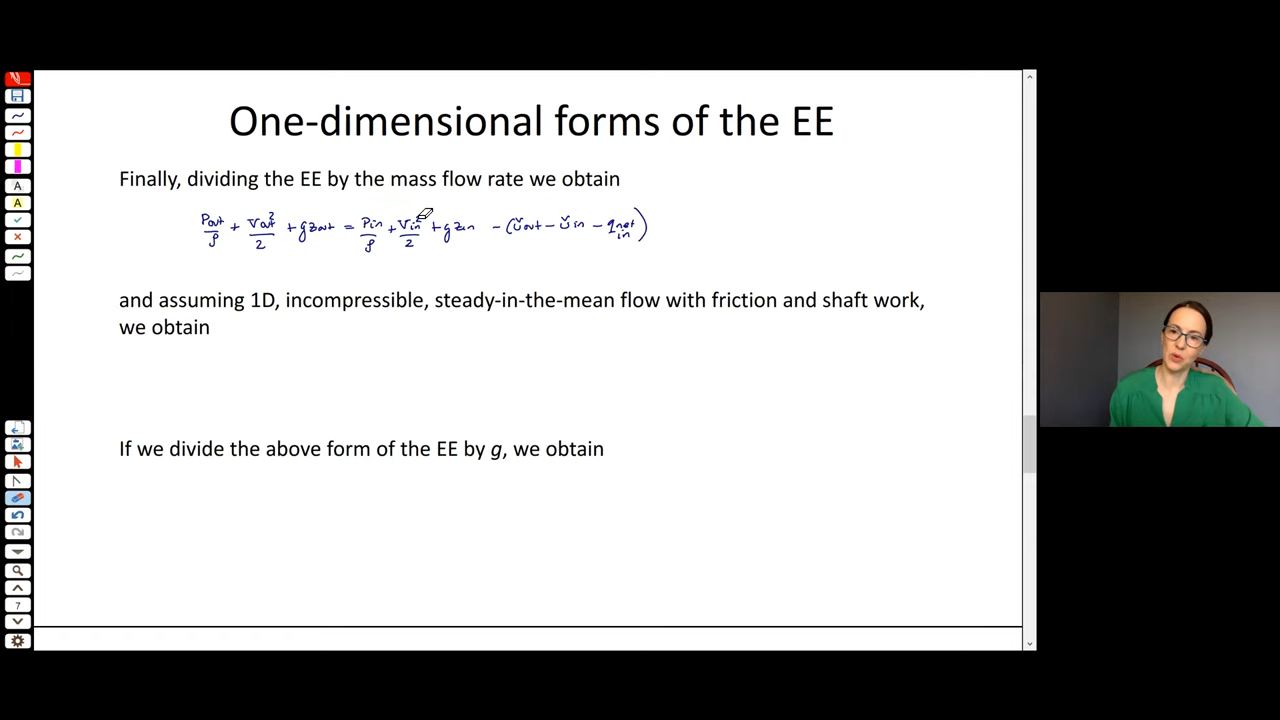 One-dimensional forms of the EE
Finally, dividing the EE by the mass flow rate we obtain
Pout/ρ + Vout²/2 + gzout = Pin/ρ + Vin²/2 + gzin - (ǔout - ǔin - qnet in)
and assuming 1D, incompressible, steady-in-the-mean flow with friction and shaft work,
we obtain
If we divide the above form of the EE by g, we obtain
7